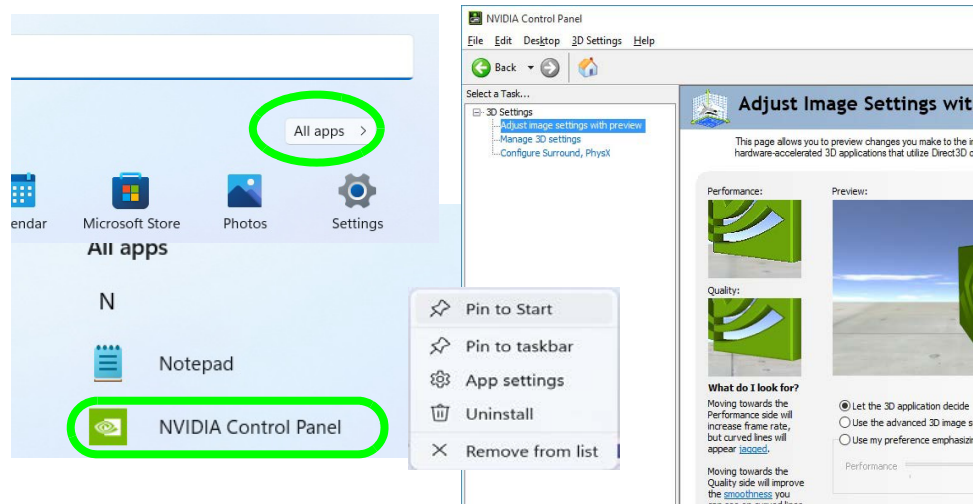 All apps
endar
Microsoft Store
Photos
Settings
All apps
N
Notepad
NVIDIA Control Panel
Pin to Start
Pin to taskbar
App settings
Uninstall
Remove from list
NVIDIA Control Panel
File Edit Desktop 3D Settings Help
Back
Select a Task...
3D Settings
Adjust image settings with preview
Manage 3D settings
Configure Surround, PhysX
Adjust Image Settings wit
This page allows you to preview changes you make to the i
hardware-accelerated 3D applications that utilize Direct3D
Performance:
Preview:
Quality:
What do I look for?
Moving towards the
Performance side will
increase frame rate,
but curved lines will
appear jagged.
Moving towards the
Quality side will improve
the smoothness you
Let the 3D application decide
Use the advanced 3D image s
Use my preference emphasizin
Performance